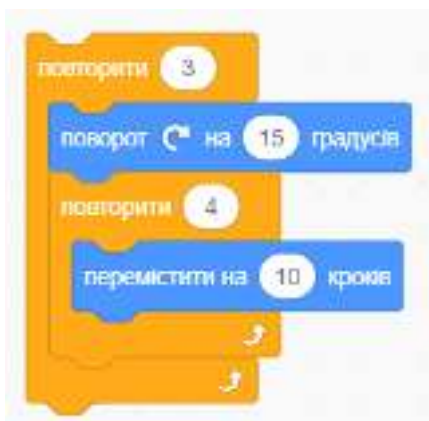 повторити 3
поворот на 15 градусів
повторити 4
перемістити на 10 кроків